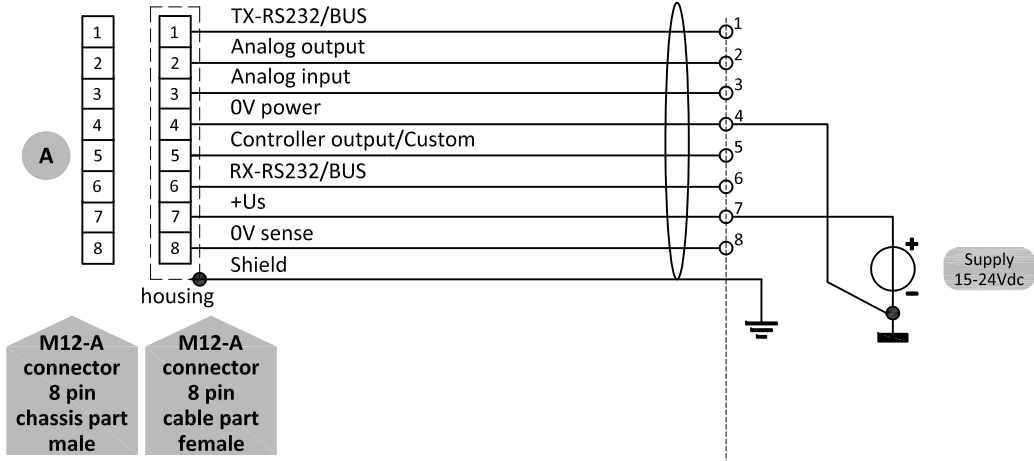 TX-RS232/BUS
1 1 1
Analog output
2 2 2
Analog input
3 3 3
0V power
4 4 4
A
Controller output/Custom
5 5 5
RX-RS232/BUS
6 6 6
+Us
7 7 7
0V sense
8 8 8
Shield
housing
+
-
Supply
15-24Vdc
M12-A
connector
8 pin
chassis part
male
M12-A
connector
8 pin
cable part
female